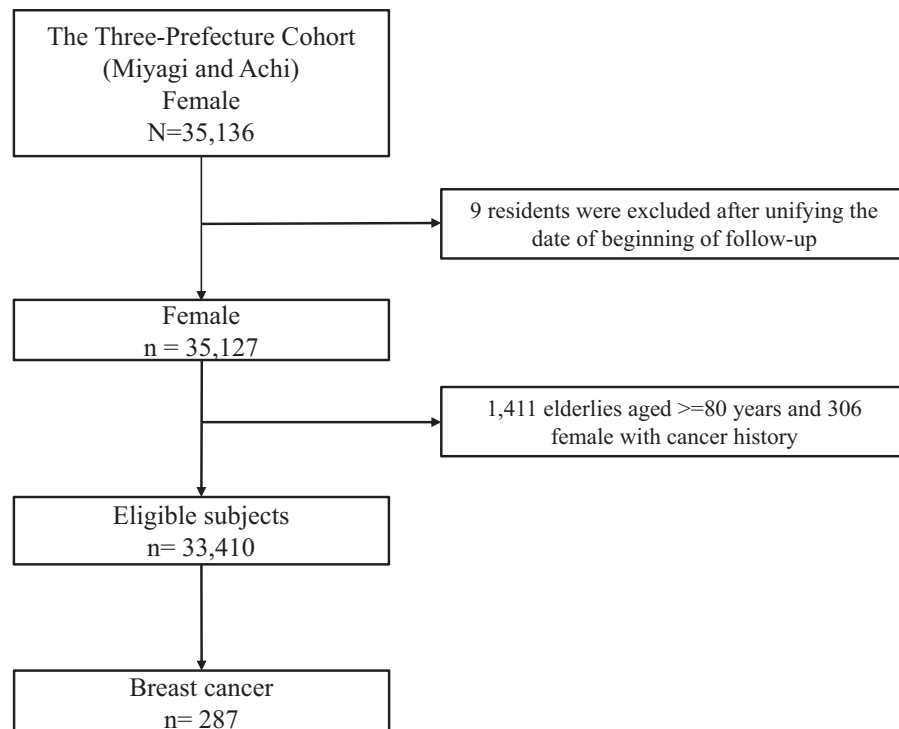 The Three-Prefecture Cohort
(Miyagi and Achi)
Female
N=35,136
9 residents were excluded after unifying the
date of beginning of follow-up
Female
n = 35,127
1,411 elderlies aged >=80 years and 306
female with cancer history
Eligible subjects
n= 33,410
Breast cancer
n= 287